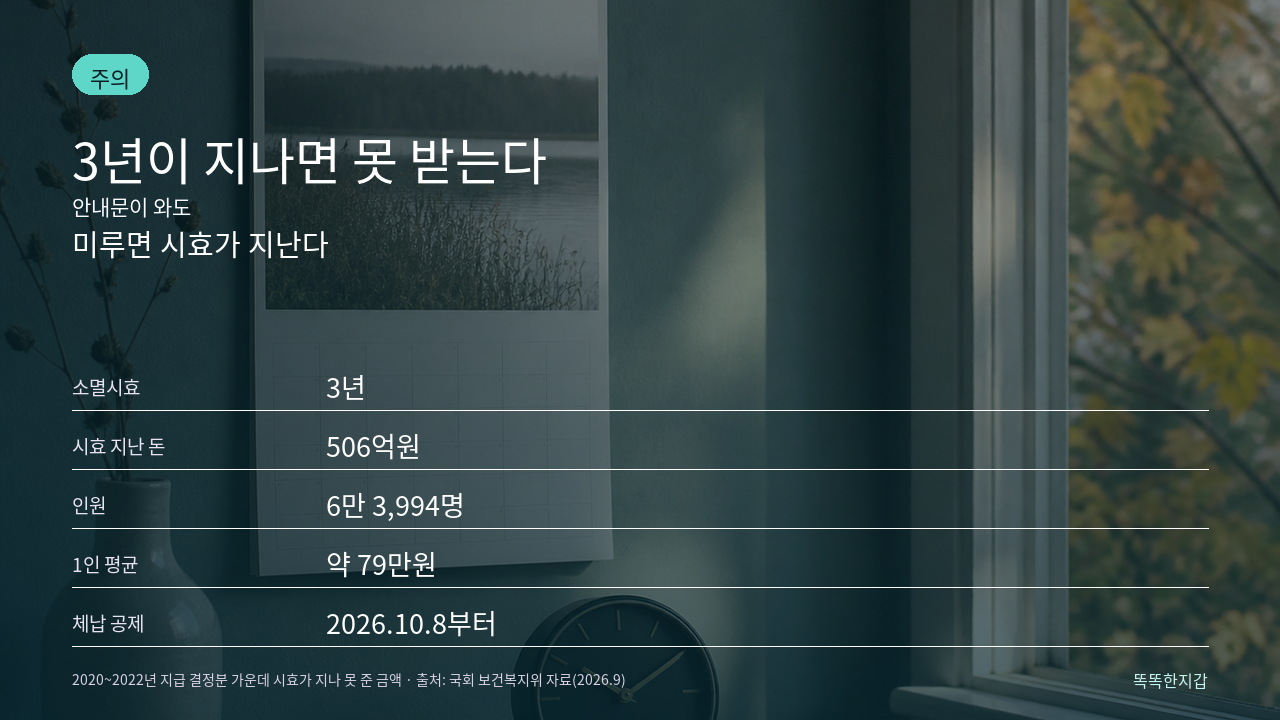 주의
3년이 지나면 못 받는다
안내문이 와도
미루면 시효가 지난다
소멸시효 3년
시효 지난 돈 506억원
인원 6만 3,994명
1인 평균 약 79만원
체납 공제 2026.10.8부터
2020~2022년 지급 결정분 가운데 시효가 지나 못 준 금액 · 출처: 국회 보건복지위 자료(2026.9)
똑똑한지갑